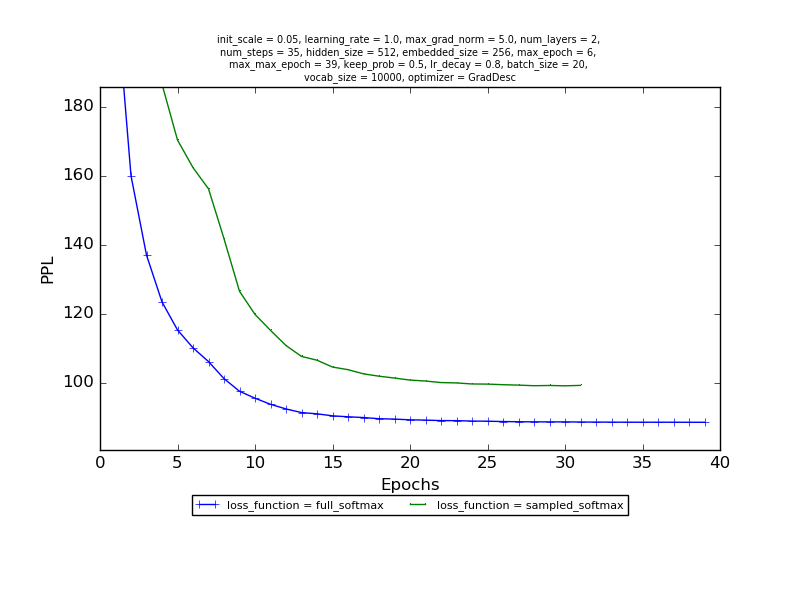 init_scale = 0.05, learning_rate = 1.0, max_grad_norm = 5.0, num_layers = 2,
num_steps = 35, hidden_size = 512, embedded_size = 256, max_epoch = 6,
max_max_epoch = 39, keep_prob = 0.5, lr_decay = 0.8, batch_size = 20,
vocab_size = 10000, optimizer = GradDesc
180
160
140
120
100
PPL
0 5 10 15 20 25 30 35 40
Epochs
loss_function = full_softmax loss_function = sampled_softmax